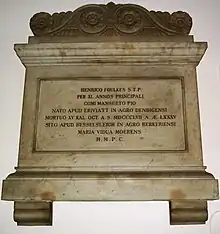 HENRICO FOULKES S.T.P.
PER XL ANNOS PRINCIPALI
COMI MANSUETO PIO
NATO APUD ERIVIATT IN AGRO DENBIGENSI
MORTUO XV KAL OCT A S MDCCCLVII A Æ LXXXV
SITO APUD BESSELSLEIGH IN AGRO BERKERIENSI
MARIA VIDUA MOERENS
H. M. P. C.